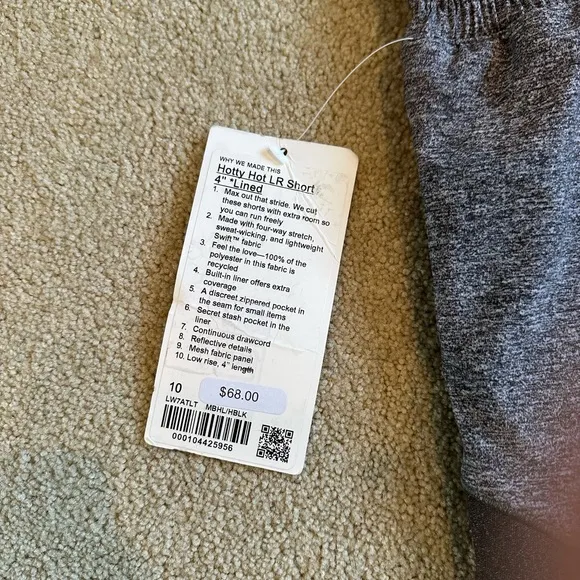 WHY WE MADE THIS
Hotty Hot LR Short
4" *Lined
1. Max out that stride. We cut
these shorts with extra room so
you can run freely
2. Made with four-way stretch,
sweat-wicking, and lightweight
Swift™ fabric
3. Feel the love—100% of the
polyester in this fabric is
recycled
4. Built-in liner offers extra
coverage
5. A discreet zippered pocket in
the seam for small items
6. Secret stash pocket in the
liner
7. Continuous drawcord
8. Reflective details
9. Mesh fabric panel
10. Low rise, 4" length
10 $68.00
LW7ATLT MBHL/HBLK
000104425956